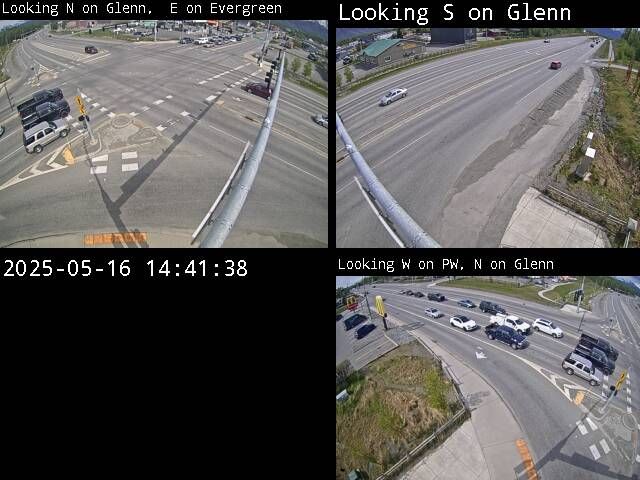 Looking N on Glenn, E on Evergreen
Looking S on Glenn
2025-05-16 14:41:38
Looking W on PW, N on Glenn